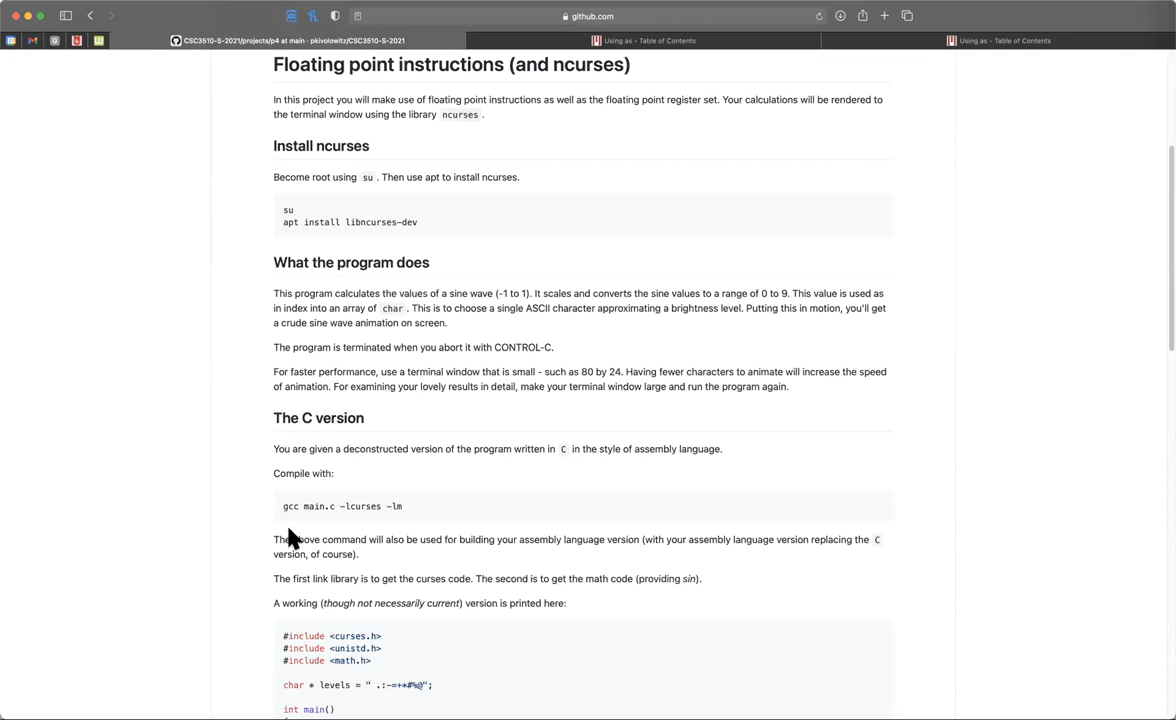 github.com
CSC3510-S-2021/projects/p4 at main · pkivolowitz/CSC3510-S-2021
Using as - Table of Contents
Using as - Table of Contents
Floating point instructions (and ncurses)
In this project you will make use of floating point instructions as well as the floating point register set. Your calculations will be rendered to
the terminal window using the library ncurses .
Install ncurses
Become root using su . Then use apt to install ncurses.
su
apt install libncurses-dev
What the program does
This program calculates the values of a sine wave (-1 to 1). It scales and converts the sine values to a range of 0 to 9. This value is used as
in index into an array of char . This is to choose a single ASCII character approximating a brightness level. Putting this in motion, you'll get
a crude sine wave animation on screen.
The program is terminated when you abort it with CONTROL-C.
For faster performance, use a terminal window that is small - such as 80 by 24. Having fewer characters to animate will increase the speed
of animation. For examining your lovely results in detail, make your terminal window large and run the program again.
The C version
You are given a deconstructed version of the program written in C in the style of assembly language.
Compile with:
gcc main.c -lcurses -lm
The above command will also be used for building your assembly language version (with your assembly language version replacing the C
version, of course).
The first link library is to get the curses code. The second is to get the math code (providing sin).
A working (though not necessarily current) version is printed here:
#include <curses.h>
#include <unistd.h>
#include <math.h>
char * levels = " .:-=+*#%@";
int main()